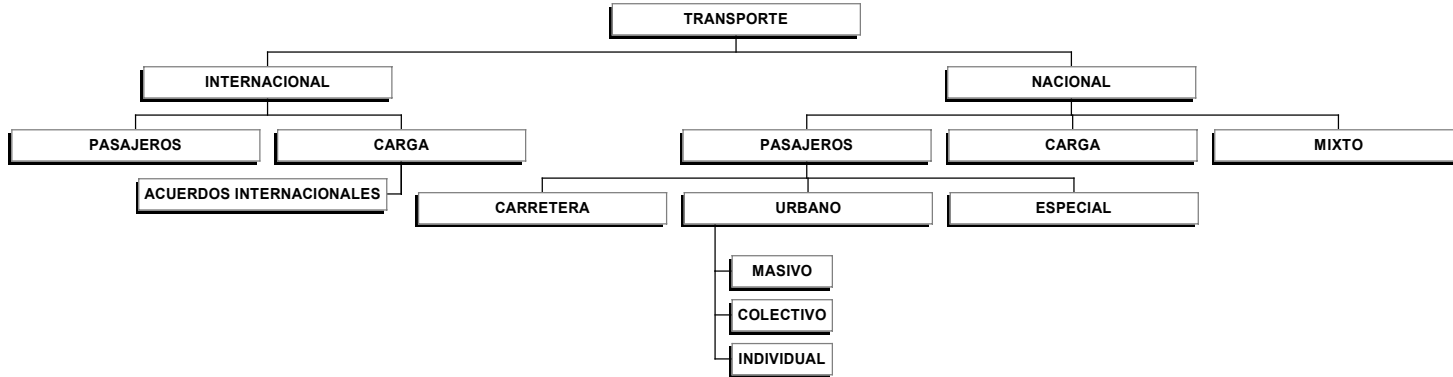 TRANSPORTE
INTERNACIONAL
NACIONAL
PASAJEROS
CARGA
PASAJEROS
CARGA
MIXTO
ACUERDOS INTERNACIONALES
CARRETERA
URBANO
ESPECIAL
MASIVO
COLECTIVO
INDIVIDUAL